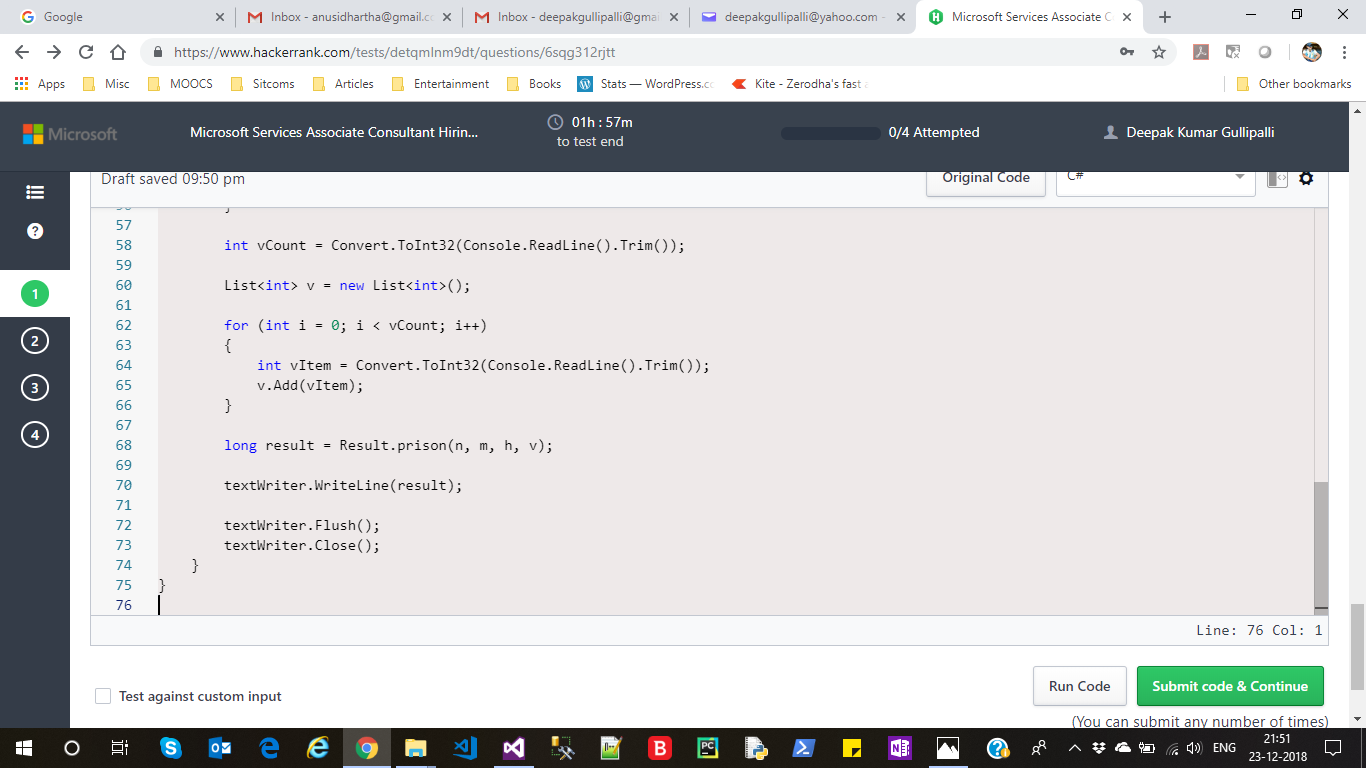 Google
Inbox - anusidhartha@gmail.c
Inbox - deepakgullipalli@gmai
deepakgullipalli@yahoo.com -
Microsoft Services Associate C
https://www.hackerrank.com/tests/detqmlnm9dt/questions/6sqg312rjtt
Apps Misc MOOCS Sitcoms Articles Entertainment Books Stats — WordPress.c Kite - Zerodha's fast Other bookmarks
Microsoft
Microsoft Services Associate Consultant Hirin...
01h : 57m
to test end
0/4 Attempted
Deepak Kumar Gullipalli
Draft saved 09:50 pm
Original Code
C#
1
2
3
4
56 }
57
58 int vCount = Convert.ToInt32(Console.ReadLine().Trim());
59
60 List<int> v = new List<int>();
61
62 for (int i = 0; i < vCount; i++)
63 {
64 int vItem = Convert.ToInt32(Console.ReadLine().Trim());
65 v.Add(vItem);
66 }
67
68 long result = Result.prison(n, m, h, v);
69
70 textWriter.WriteLine(result);
71
72 textWriter.Flush();
73 textWriter.Close();
74 }
75 }
76
Line: 76 Col: 1
Test against custom input
Run Code
Submit code & Continue
(You can submit any number of times)
ENG
21:51
23-12-2018